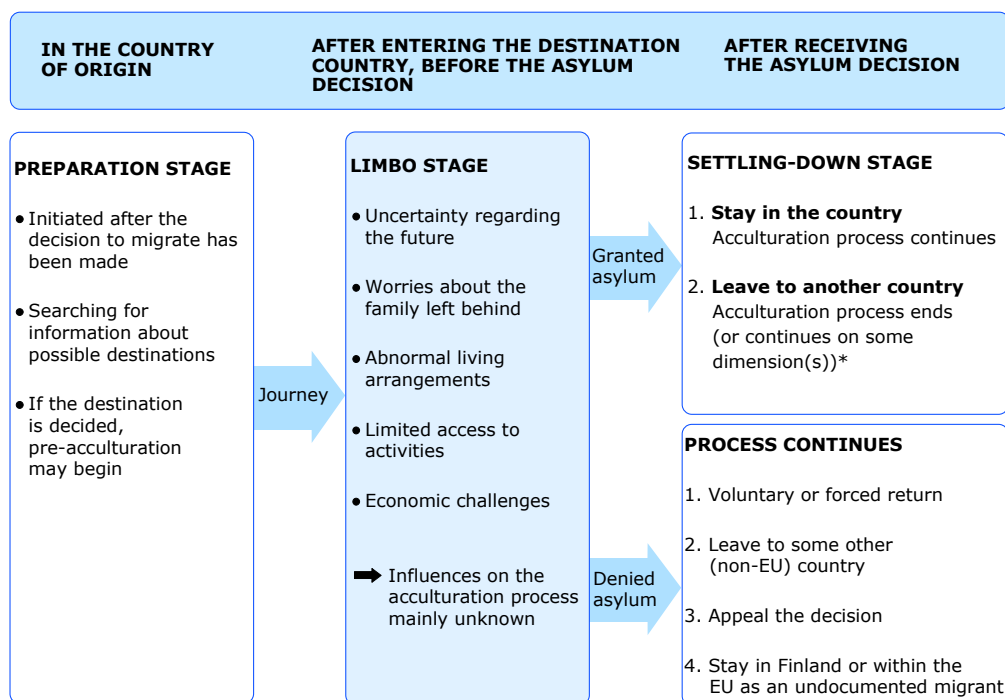 IN THE COUNTRY
OF ORIGIN
AFTER ENTERING THE DESTINATION
COUNTRY, BEFORE THE ASYLUM
DECISION
AFTER RECEIVING
THE ASYLUM DECISION
PREPARATION STAGE
• Initiated after the
decision to migrate has
been made
• Searching for
information about
possible destinations
• If the destination
is decided,
pre-acculturation
may begin
Journey
LIMBO STAGE
• Uncertainty regarding
the future
• Worries about the
family left behind
• Abnormal living
arrangements
• Limited access to
activities
• Economic challenges
➡ Influences on the
acculturation process
mainly unknown
Granted
asylum
Denied
asylum
SETTLING-DOWN STAGE
1. Stay in the country
Acculturation process continues
2. Leave to another country
Acculturation process ends
(or continues on some
dimension(s))*
PROCESS CONTINUES
1. Voluntary or forced return
2. Leave to some other
(non-EU) country
3. Appeal the decision
4. Stay in Finland or within the
EU as an undocumented migrant